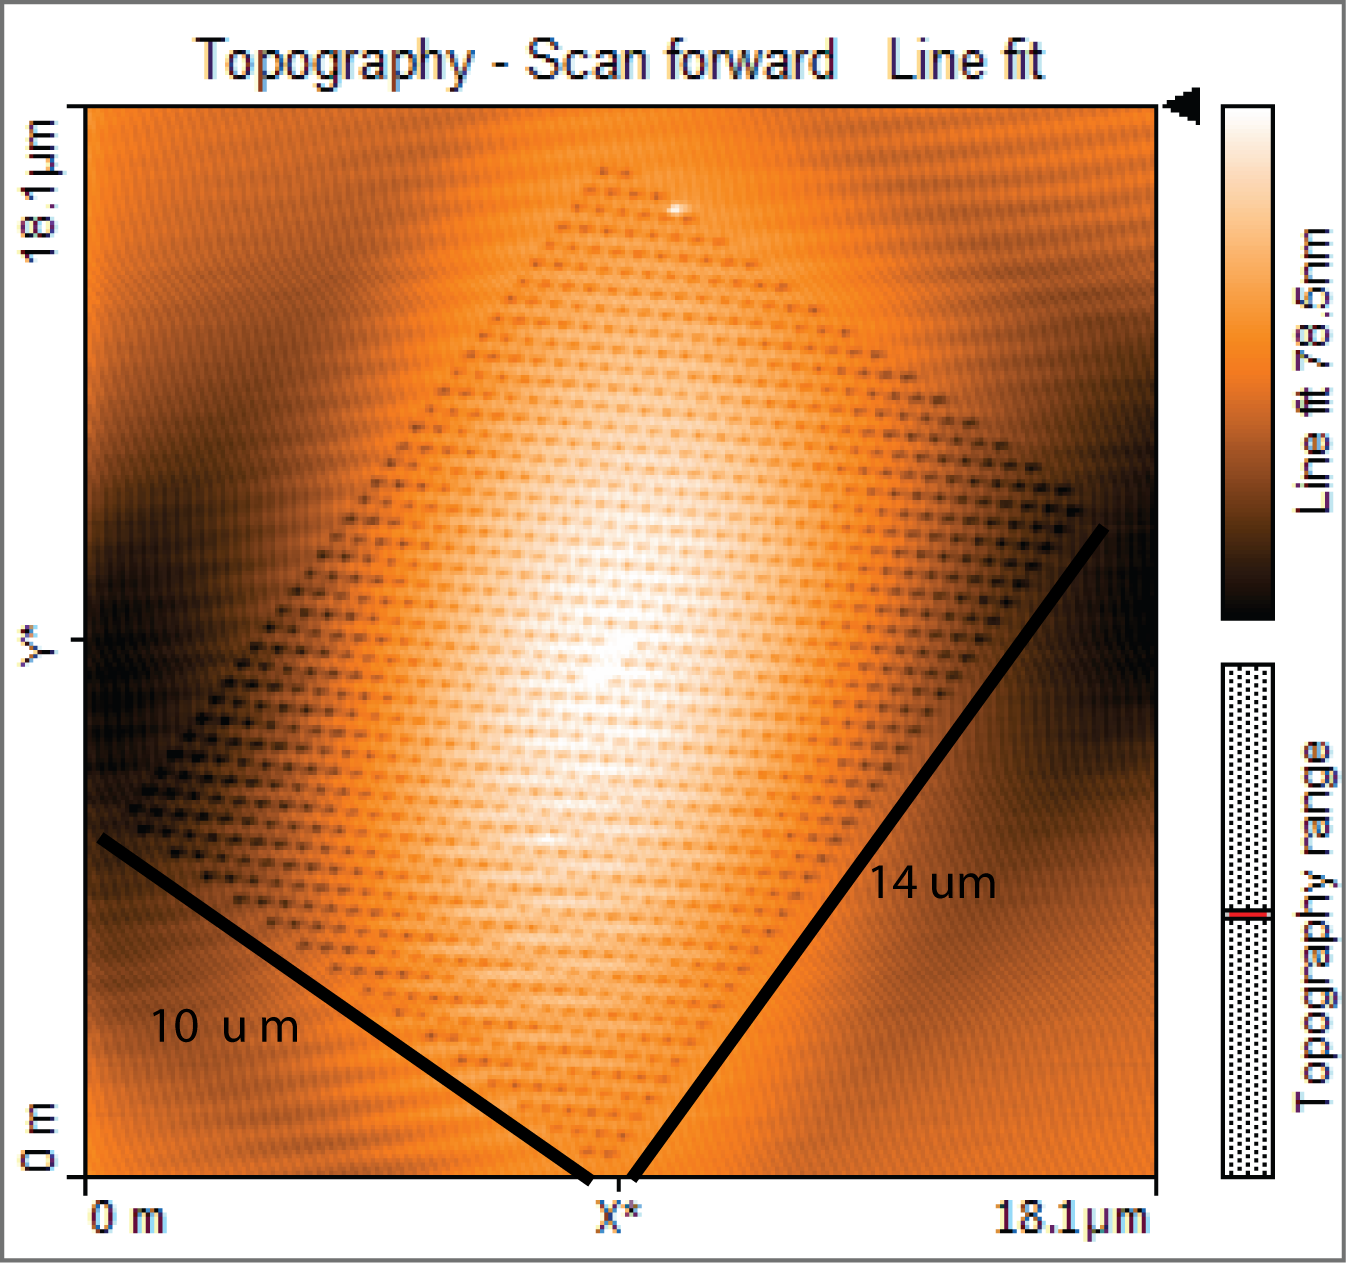 Topography - Scan forward Line fit
18.1µm
Y*
0 m
0 m
X*
18.1µm
10 u m
14 um
Line fit 78.5nm
Topography range